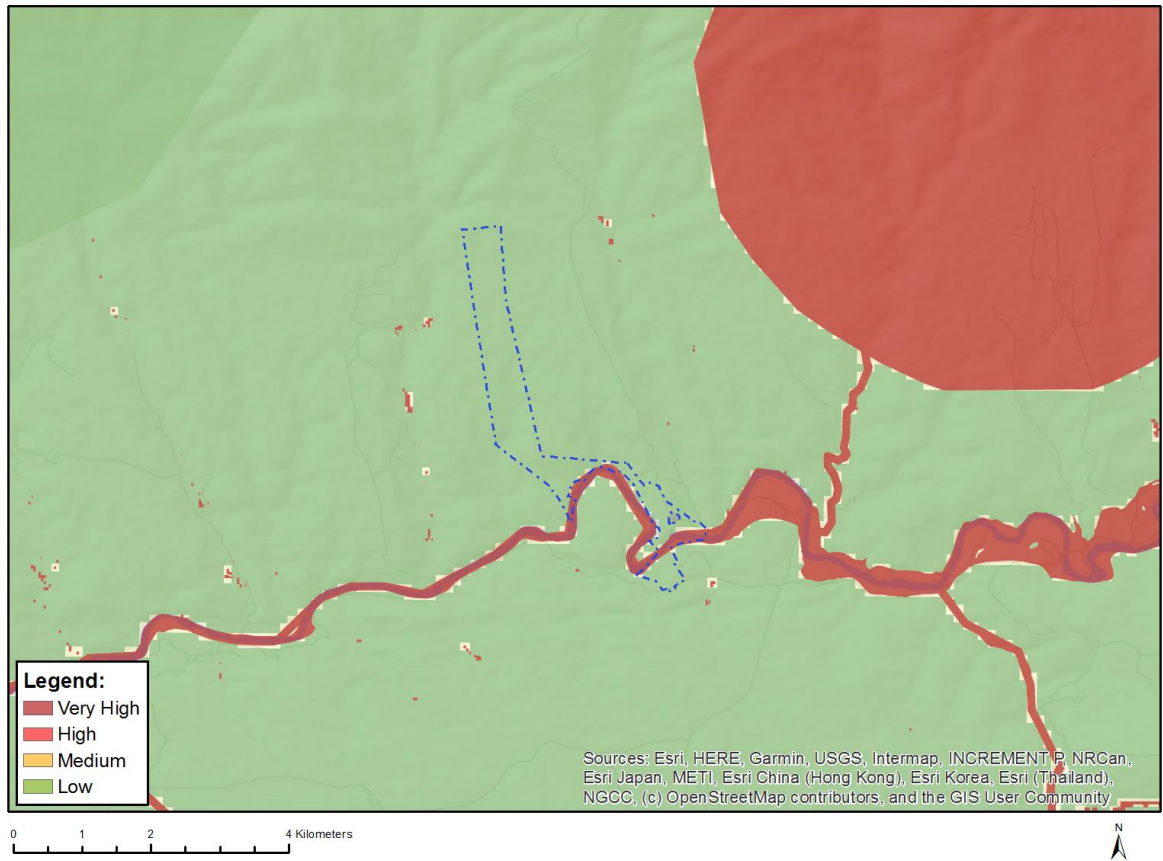 Legend:
Very High
High
Medium
Low
Sources: Esri, HERE, Garmin, USGS, Intermap, INCREMENT P, NRCan,
Esri Japan, METI, Esri China (Hong Kong), Esri Korea, Esri (Thailand),
NGCC, (c) OpenStreetMap contributors, and the GIS User Community
0 1 2 4 Kilometers
N